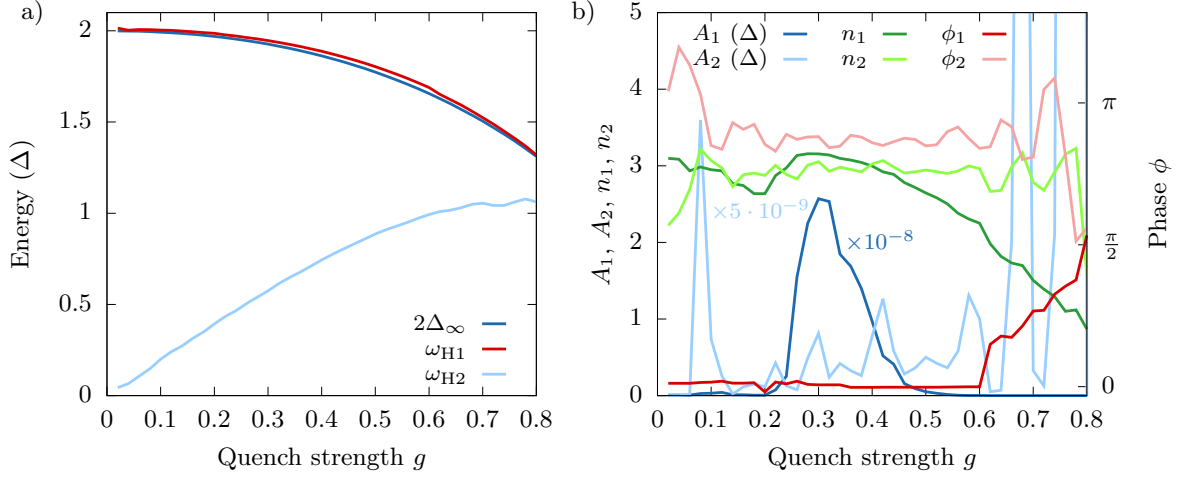 a)
Energy (Δ)
2
1.5
1
0.5
0
2Δ∞
ωH1
ωH2
0 0.1 0.2 0.3 0.4 0.5 0.6 0.7 0.8
Quench strength g
b)
A1, A2, n1, n2
5
4
3
2
1
0
A1 (Δ) n1 ϕ1
A2 (Δ) n2 ϕ2
×5 · 10⁻⁹
×10⁻⁸
π
π/2
0
Phase ϕ
0 0.1 0.2 0.3 0.4 0.5 0.6 0.7 0.8
Quench strength g